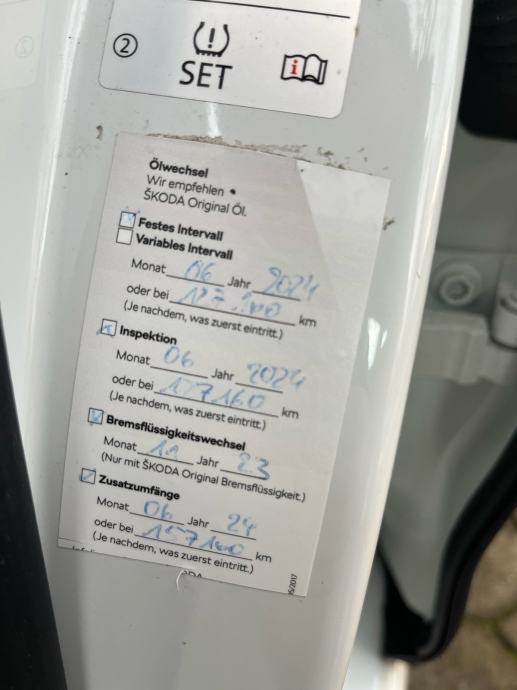 ②
SET
Ölwechsel
Wir empfehlen
ŠKODA Original Öl.
Festes Intervall
Variables Intervall
Monat 06 Jahr 2024
oder bei km
(Je nachdem, was zuerst eintritt.)
Inspektion
Monat 06 Jahr 2024
oder bei 157160 km
(Je nachdem, was zuerst eintritt.)
Bremsflüssigkeitswechsel
Monat 11 Jahr 23
(Nur mit ŠKODA Original Bremsflüssigkeit.)
Zusatzumfänge
Monat 06 Jahr 24
oder bei km
(Je nachdem, was zuerst eintritt.)